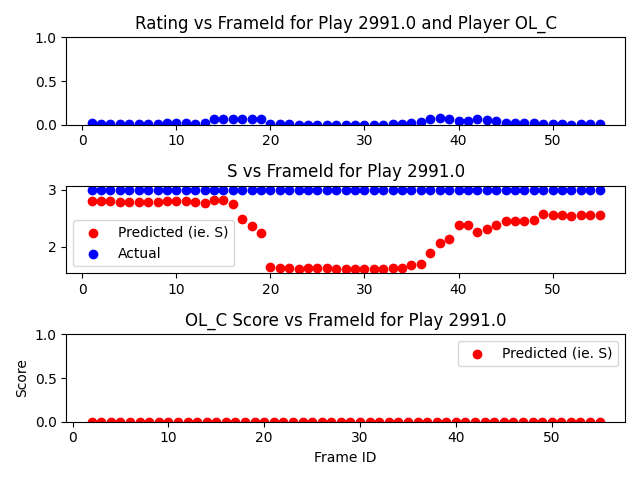 Rating vs FrameId for Play 2991.0 and Player OL_C
1.0
0.5
0.0
0 10 20 30 40 50
S vs FrameId for Play 2991.0
3
2
Predicted (ie. S)
Actual
0 10 20 30 40 50
OL_C Score vs FrameId for Play 2991.0
1.0
0.5
0.0
Score
Predicted (ie. S)
0 10 20 30 40 50
Frame ID